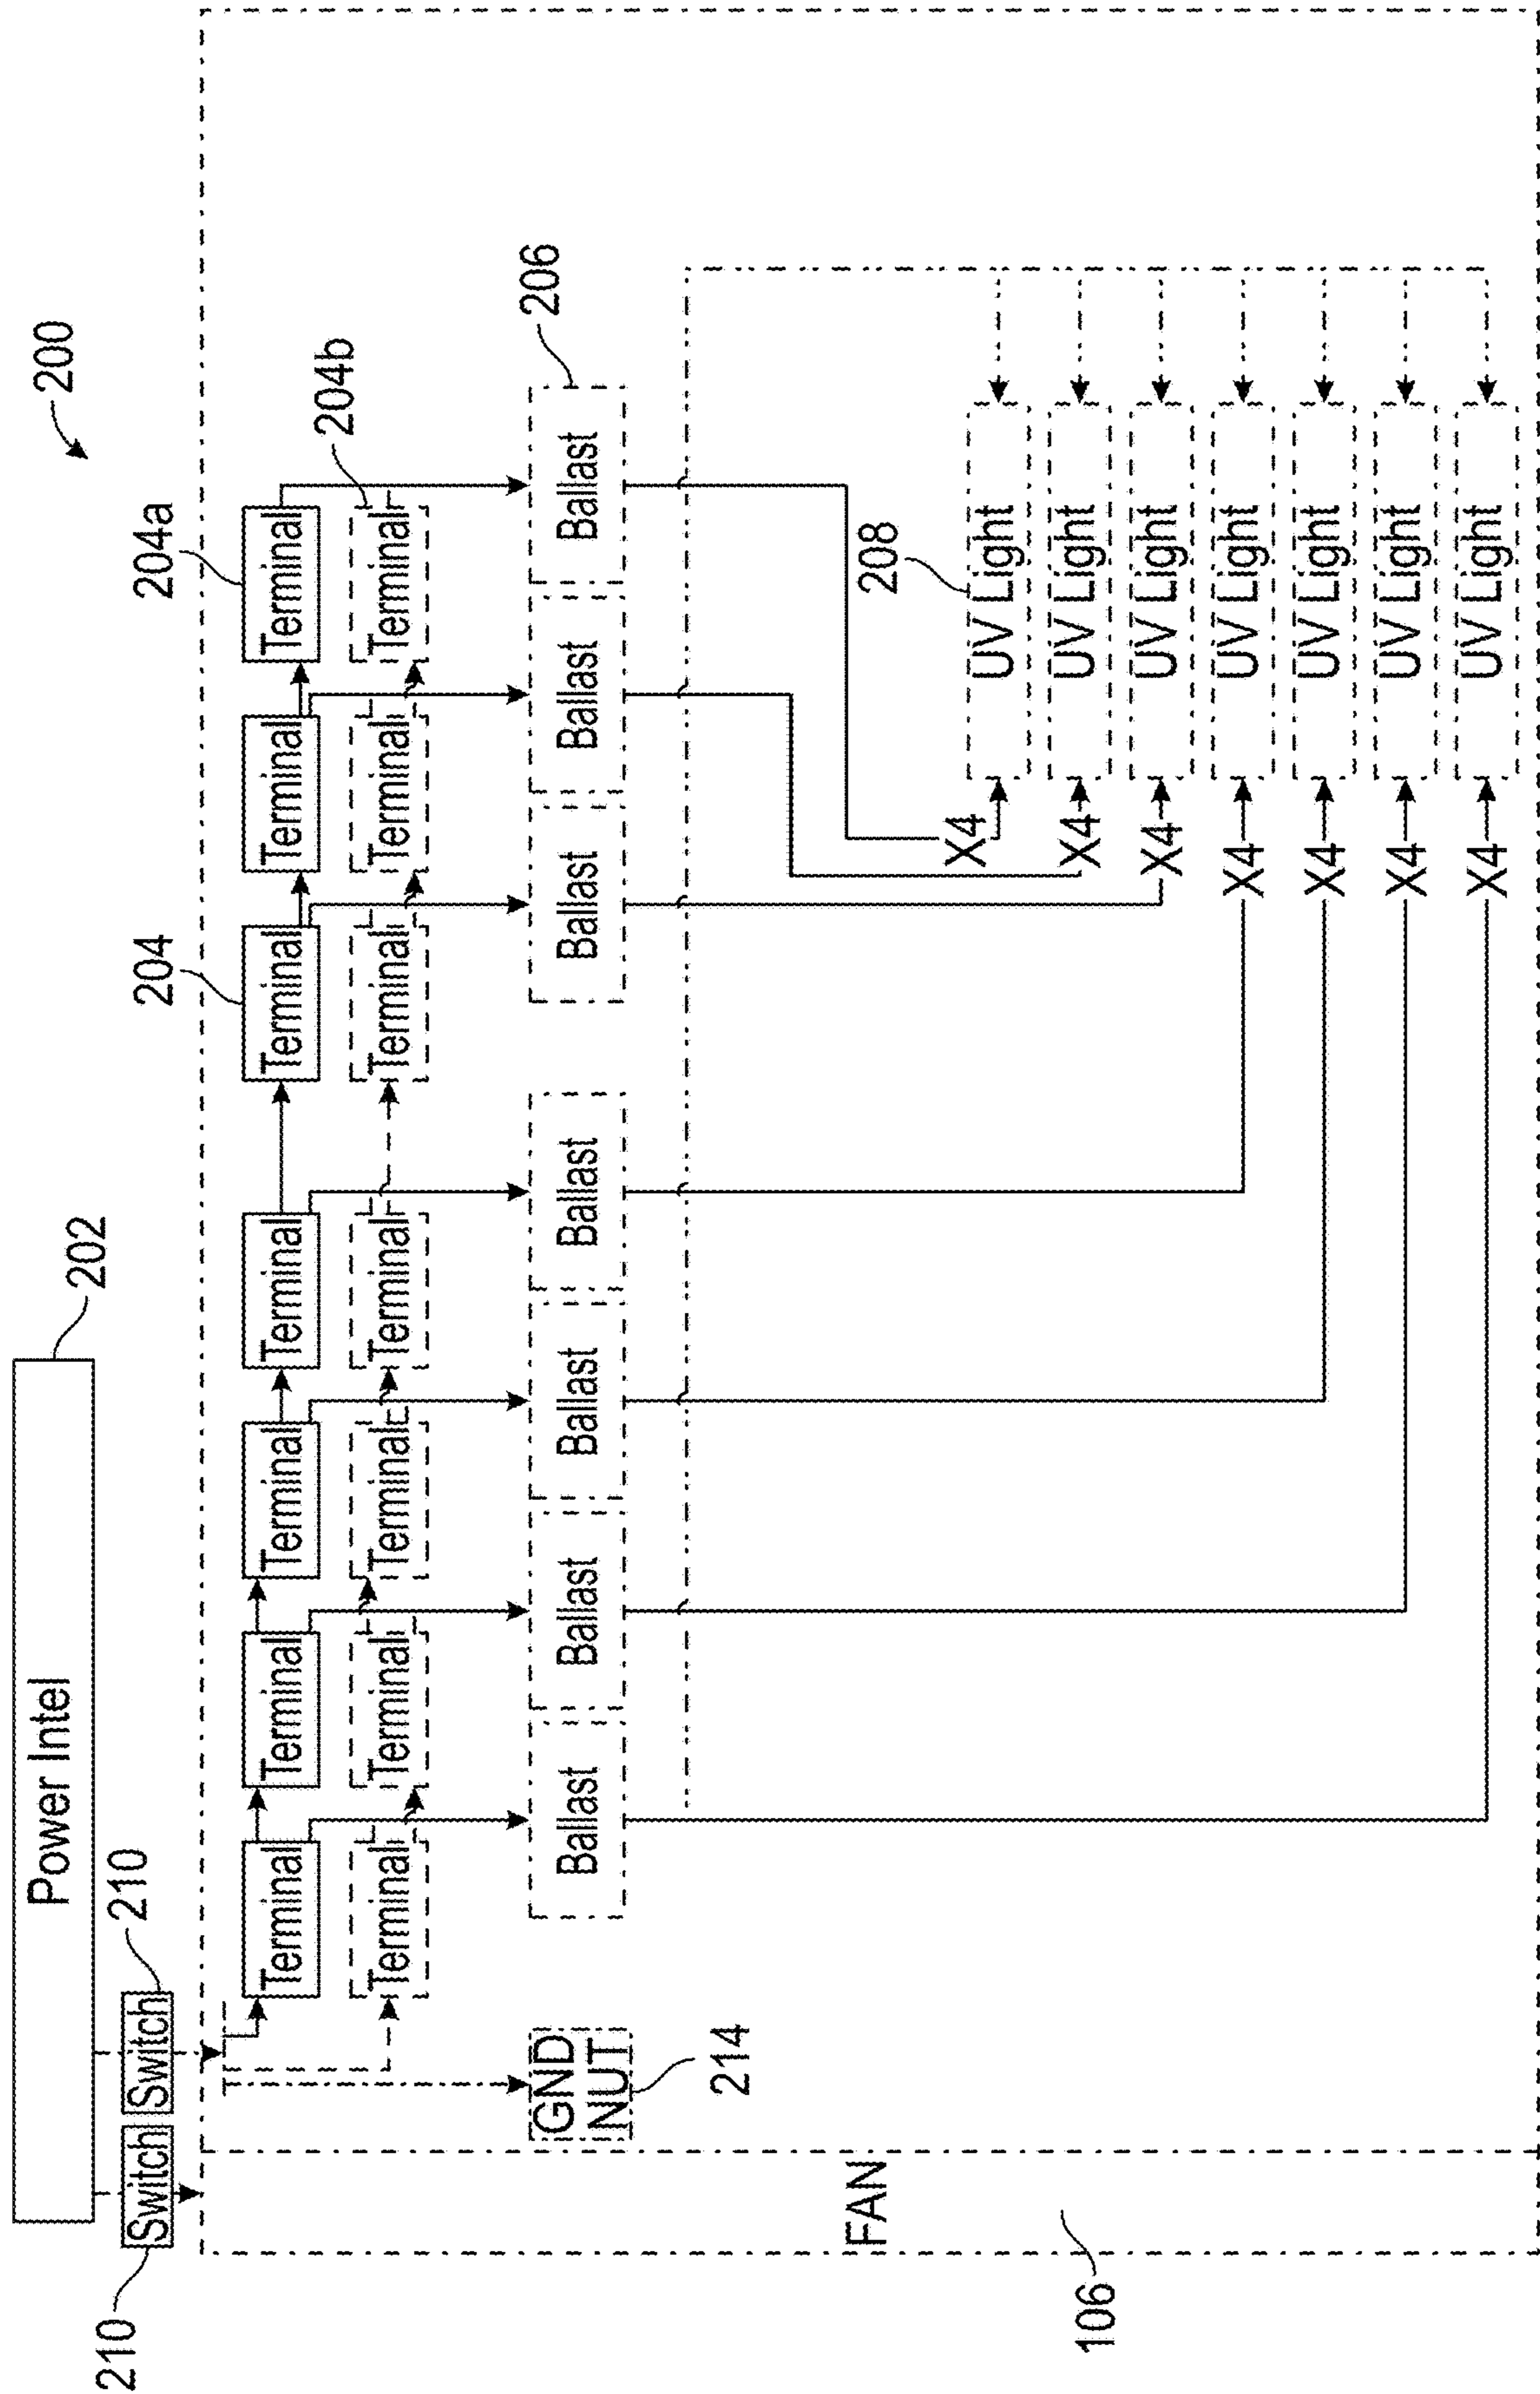 200
Power Intel
202
210
Switch
Switch
210
204
204a
Terminal
Terminal
Terminal
Terminal
Terminal
Terminal
Terminal
204b
Terminal
Terminal
Terminal
Terminal
Terminal
Terminal
Terminal
206
GND
NUT
214
Ballast
Ballast
Ballast
Ballast
Ballast
Ballast
Ballast
FAN
106
208
X4
UV Light
X4
UV Light
X4
UV Light
X4
UV Light
X4
UV Light
X4
UV Light
X4
UV Light